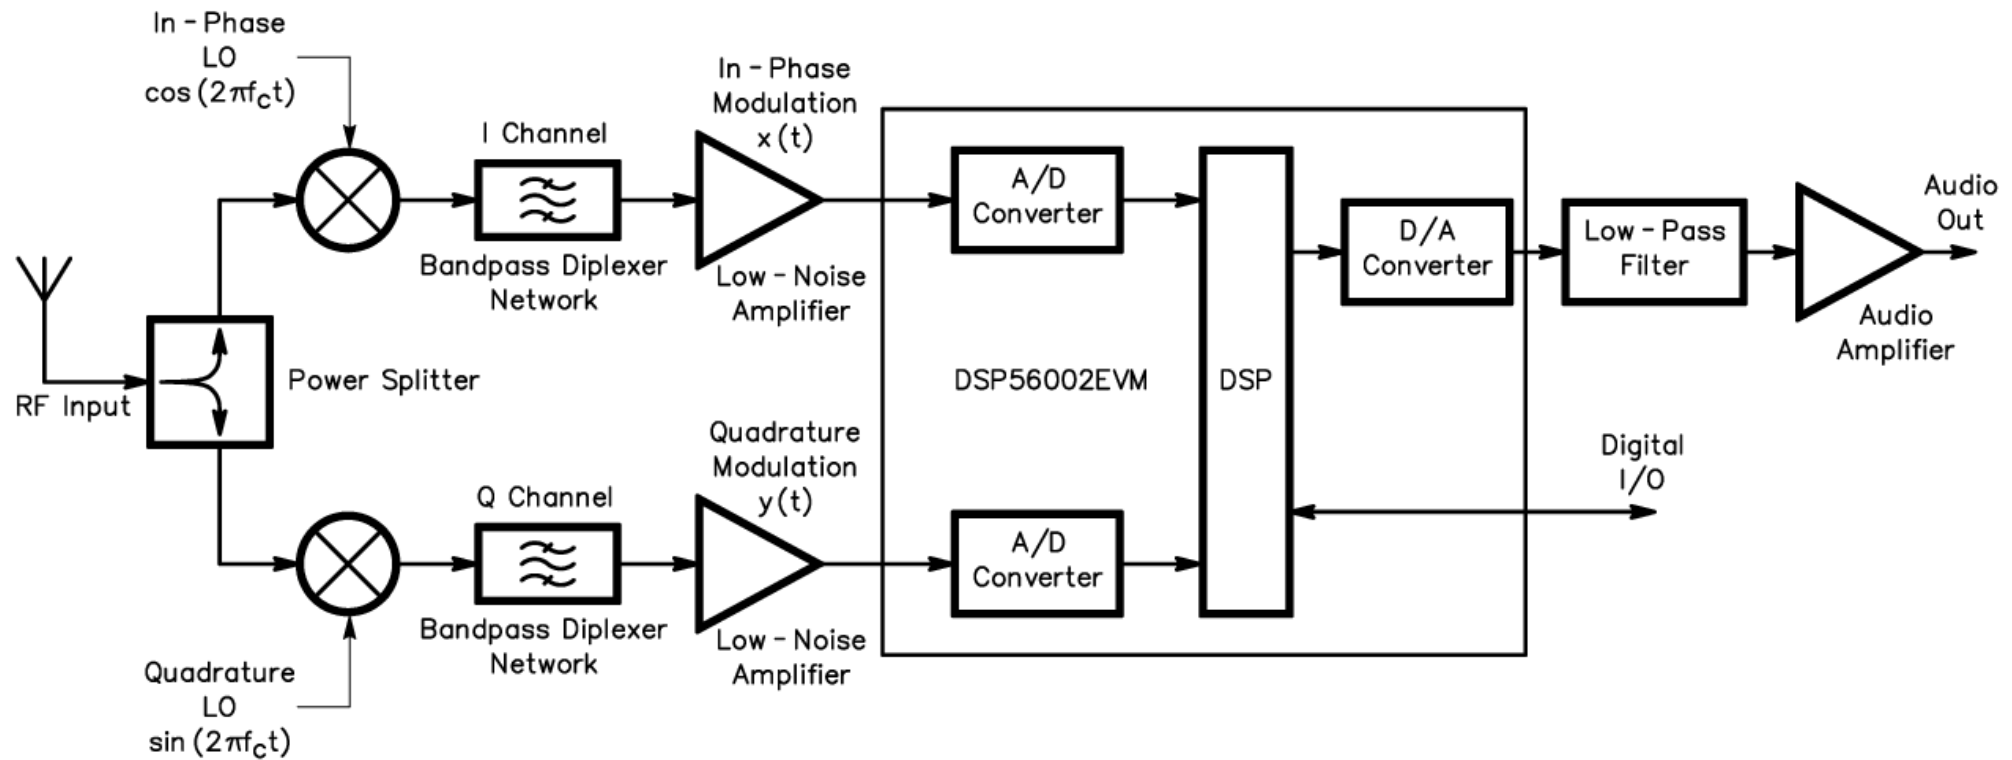 In-Phase
LO
cos(2πf_ct)
I Channel
Bandpass Diplexer
Network
In-Phase
Modulation
x(t)
Low-Noise
Amplifier
A/D
Converter
D/A
Converter
Low-Pass
Filter
Audio
Out
Audio
Amplifier
RF Input
Power Splitter
DSP56002EVM
DSP
Digital
I/O
Quadrature
LO
sin(2πf_ct)
Q Channel
Bandpass Diplexer
Network
Quadrature
Modulation
y(t)
Low-Noise
Amplifier
A/D
Converter